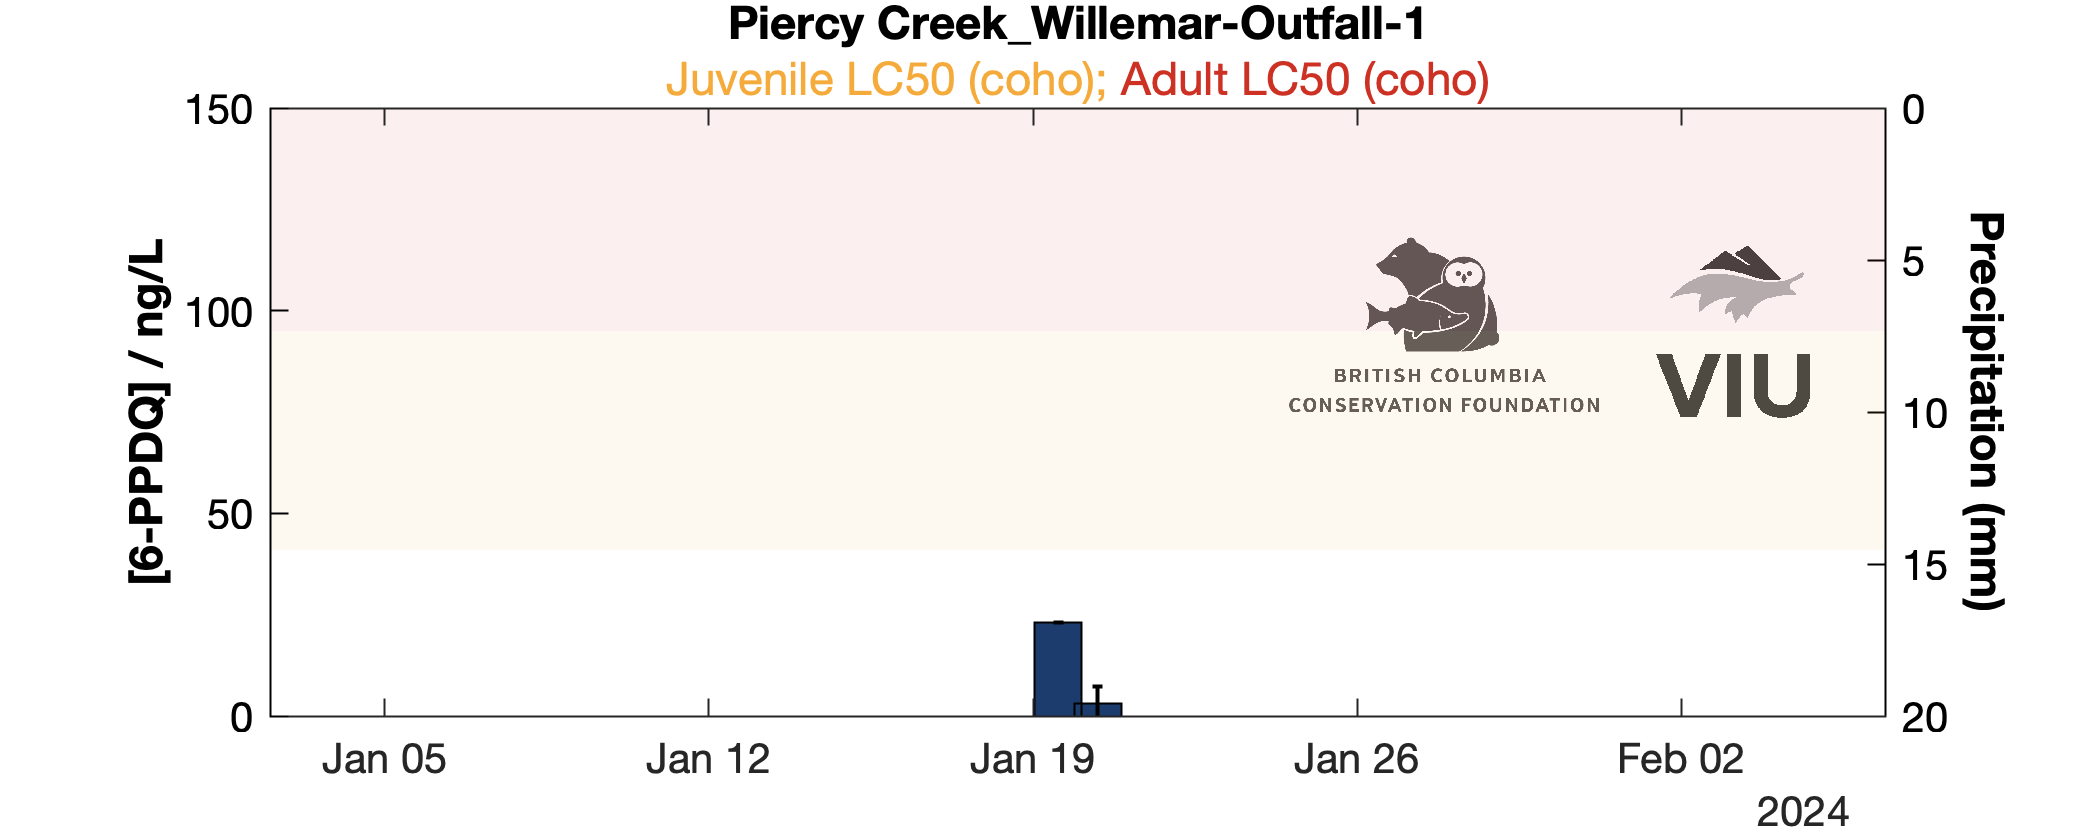 Piercy Creek_Willemar-Outfall-1
Juvenile LC50 (coho); Adult LC50 (coho)
[6-PPDQ] / ng/L
150
100
50
0
BRITISH COLUMBIA
CONSERVATION FOUNDATION
VIU
0
5
10
15
20
Precipitation (mm)
Jan 05
Jan 12
Jan 19
Jan 26
Feb 02
2024